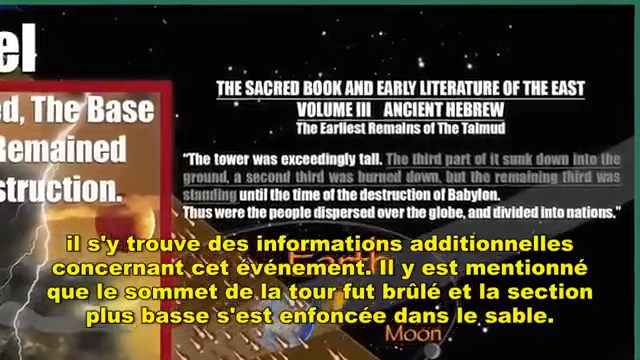 el
ed, The Base
Remained
struction.
THE SACRED BOOK AND EARLY LITERATURE OF THE EAST
VOLUME III ANCIENT HEBREW
The Earliest Remains of The Talmud
"The tower was exceedingly tall. The third part of it sunk down into the
ground, a second third was burned down, but the remaining third was
standing until the time of the destruction of Babylon.
Thus were the people dispersed over the globe, and divided into nations."
Earth
Moon
il s'y trouve des informations additionnelles
concernant cet événement. Il y est mentionné
que le sommet de la tour fut brûlé et la section
plus basse s'est enfoncée dans le sable.